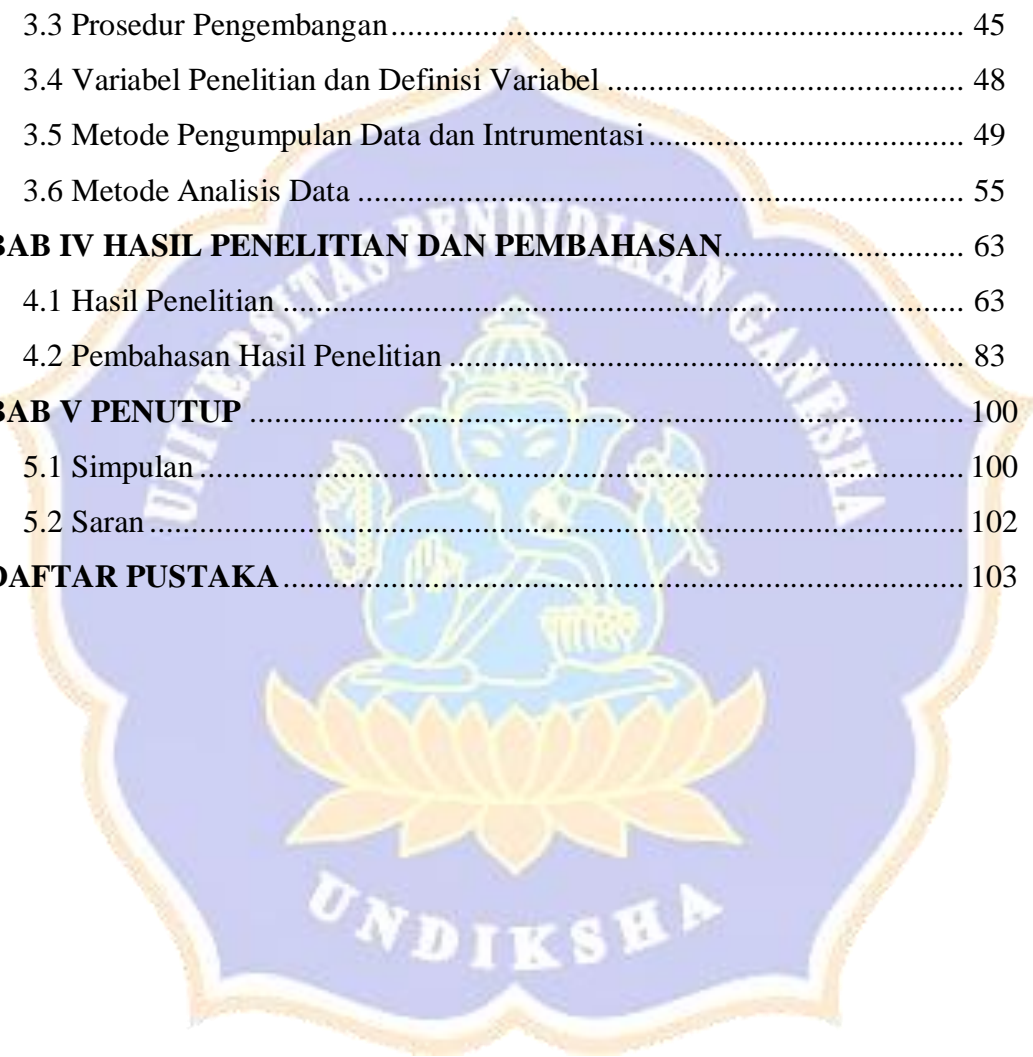 3.3 Prosedur Pengembangan........................................................................ 45
3.4 Variabel Penelitian dan Definisi Variabel ............................................. 48
3.5 Metode Pengumpulan Data dan Intrumentasi........................................ 49
3.6 Metode Analisis Data ............................................................................ 55
BAB IV HASIL PENELITIAN DAN PEMBAHASAN.............................. 63
4.1 Hasil Penelitian ...................................................................................... 63
4.2 Pembahasan Hasil Penelitian ................................................................. 83
BAB V PENUTUP ......................................................................................... 100
5.1 Simpulan................................................................................................ 100
5.2 Saran ...................................................................................................... 102
DAFTAR PUSTAKA..................................................................................... 103
UNIVERSITAS PENDIDIKAN GANESHA
UNDIKSHA